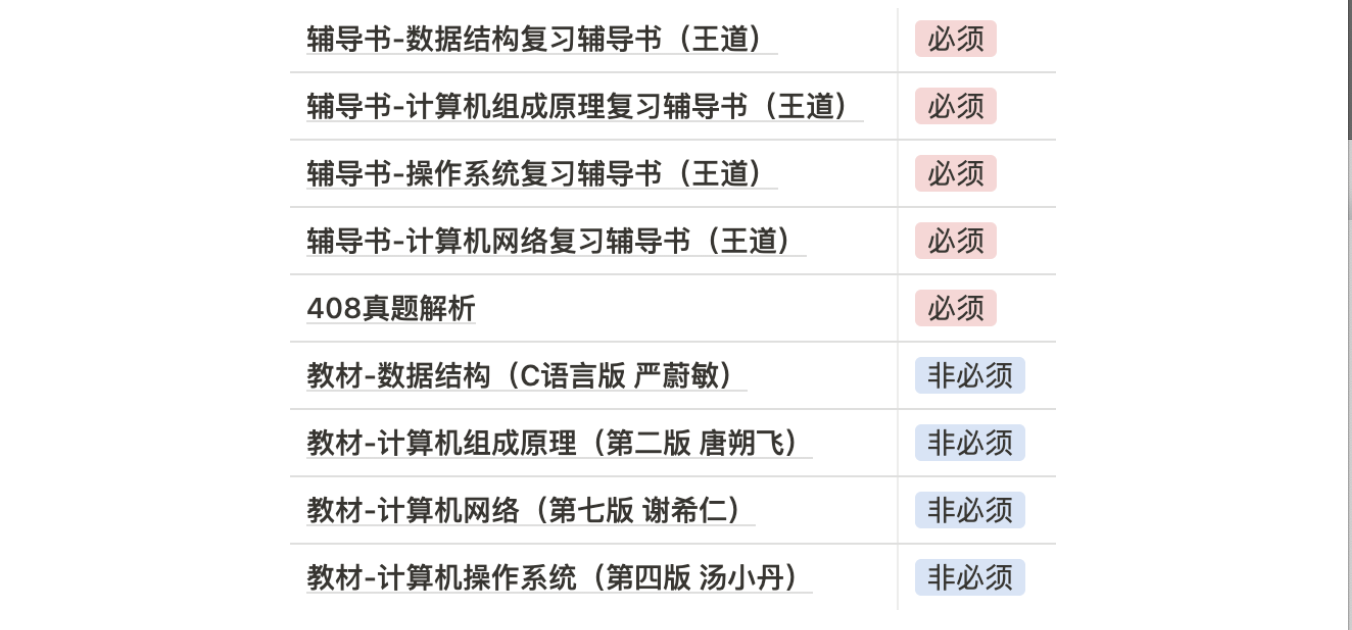 辅导书-数据结构复习辅导书（王道） 必须
辅导书-计算机组成原理复习辅导书（王道） 必须
辅导书-操作系统复习辅导书（王道） 必须
辅导书-计算机网络复习辅导书（王道） 必须
408真题解析 必须
教材-数据结构（C语言版 严蔚敏） 非必须
教材-计算机组成原理（第二版 唐朔飞） 非必须
教材-计算机网络（第七版 谢希仁） 非必须
教材-计算机操作系统（第四版 汤小丹） 非必须